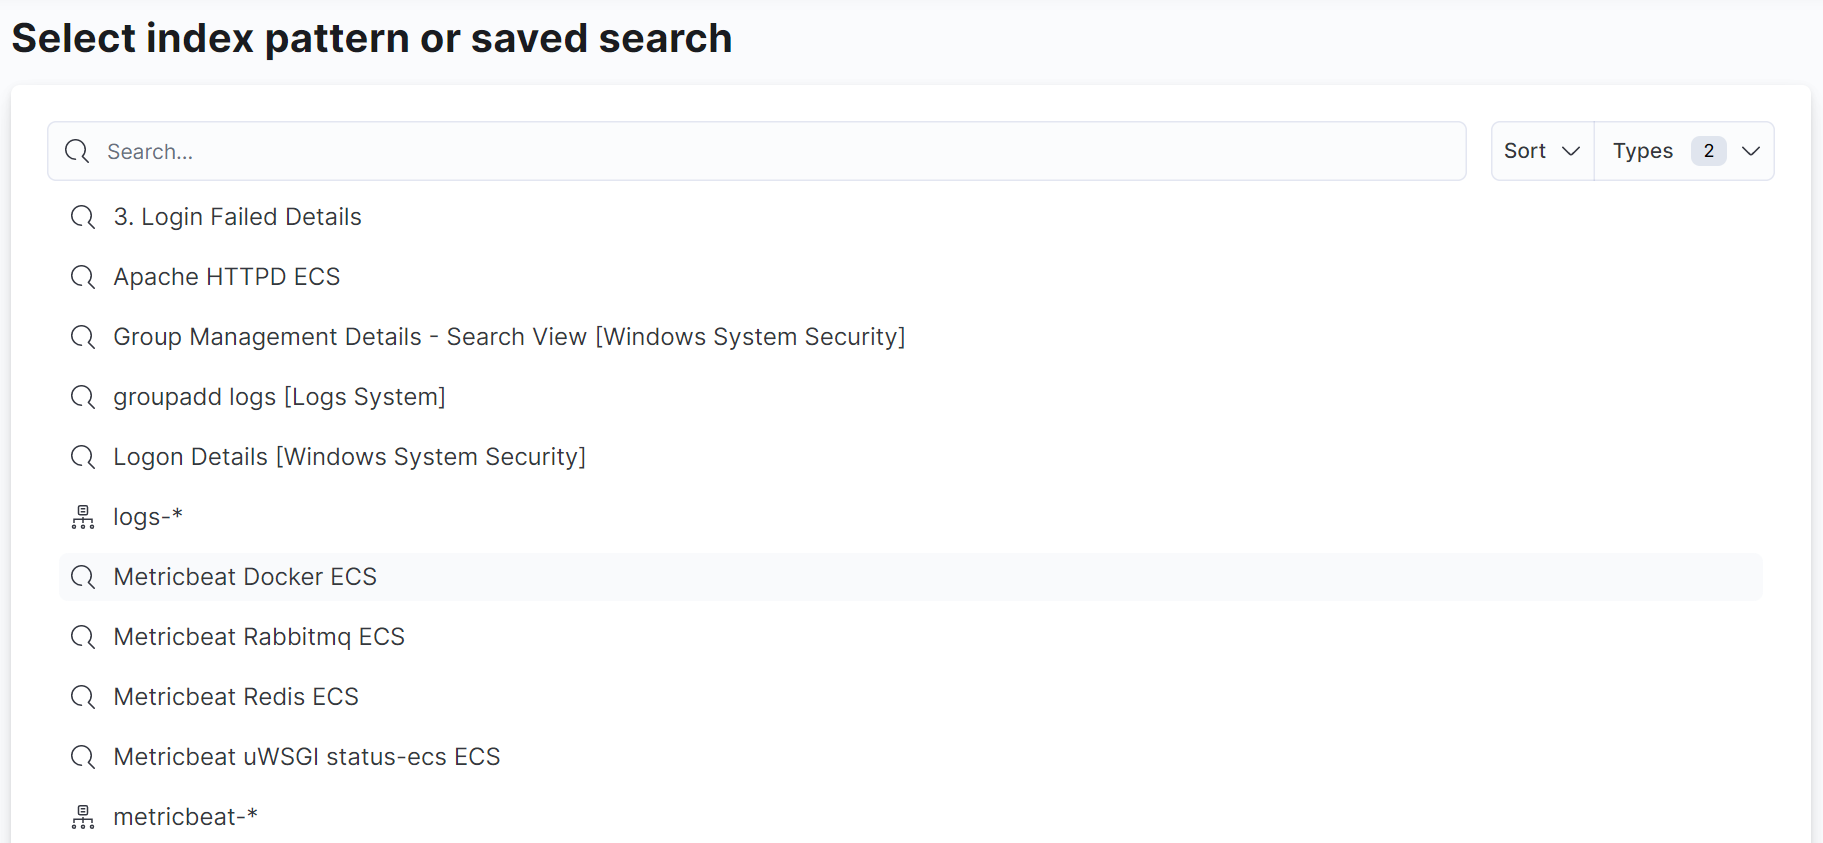 Select index pattern or saved search
Search...
Sort
Types 2
3. Login Failed Details
Apache HTTPD ECS
Group Management Details - Search View [Windows System Security]
groupadd logs [Logs System]
Logon Details [Windows System Security]
logs-*
Metricbeat Docker ECS
Metricbeat Rabbitmq ECS
Metricbeat Redis ECS
Metricbeat uWSGI status-ecs ECS
metricbeat-*